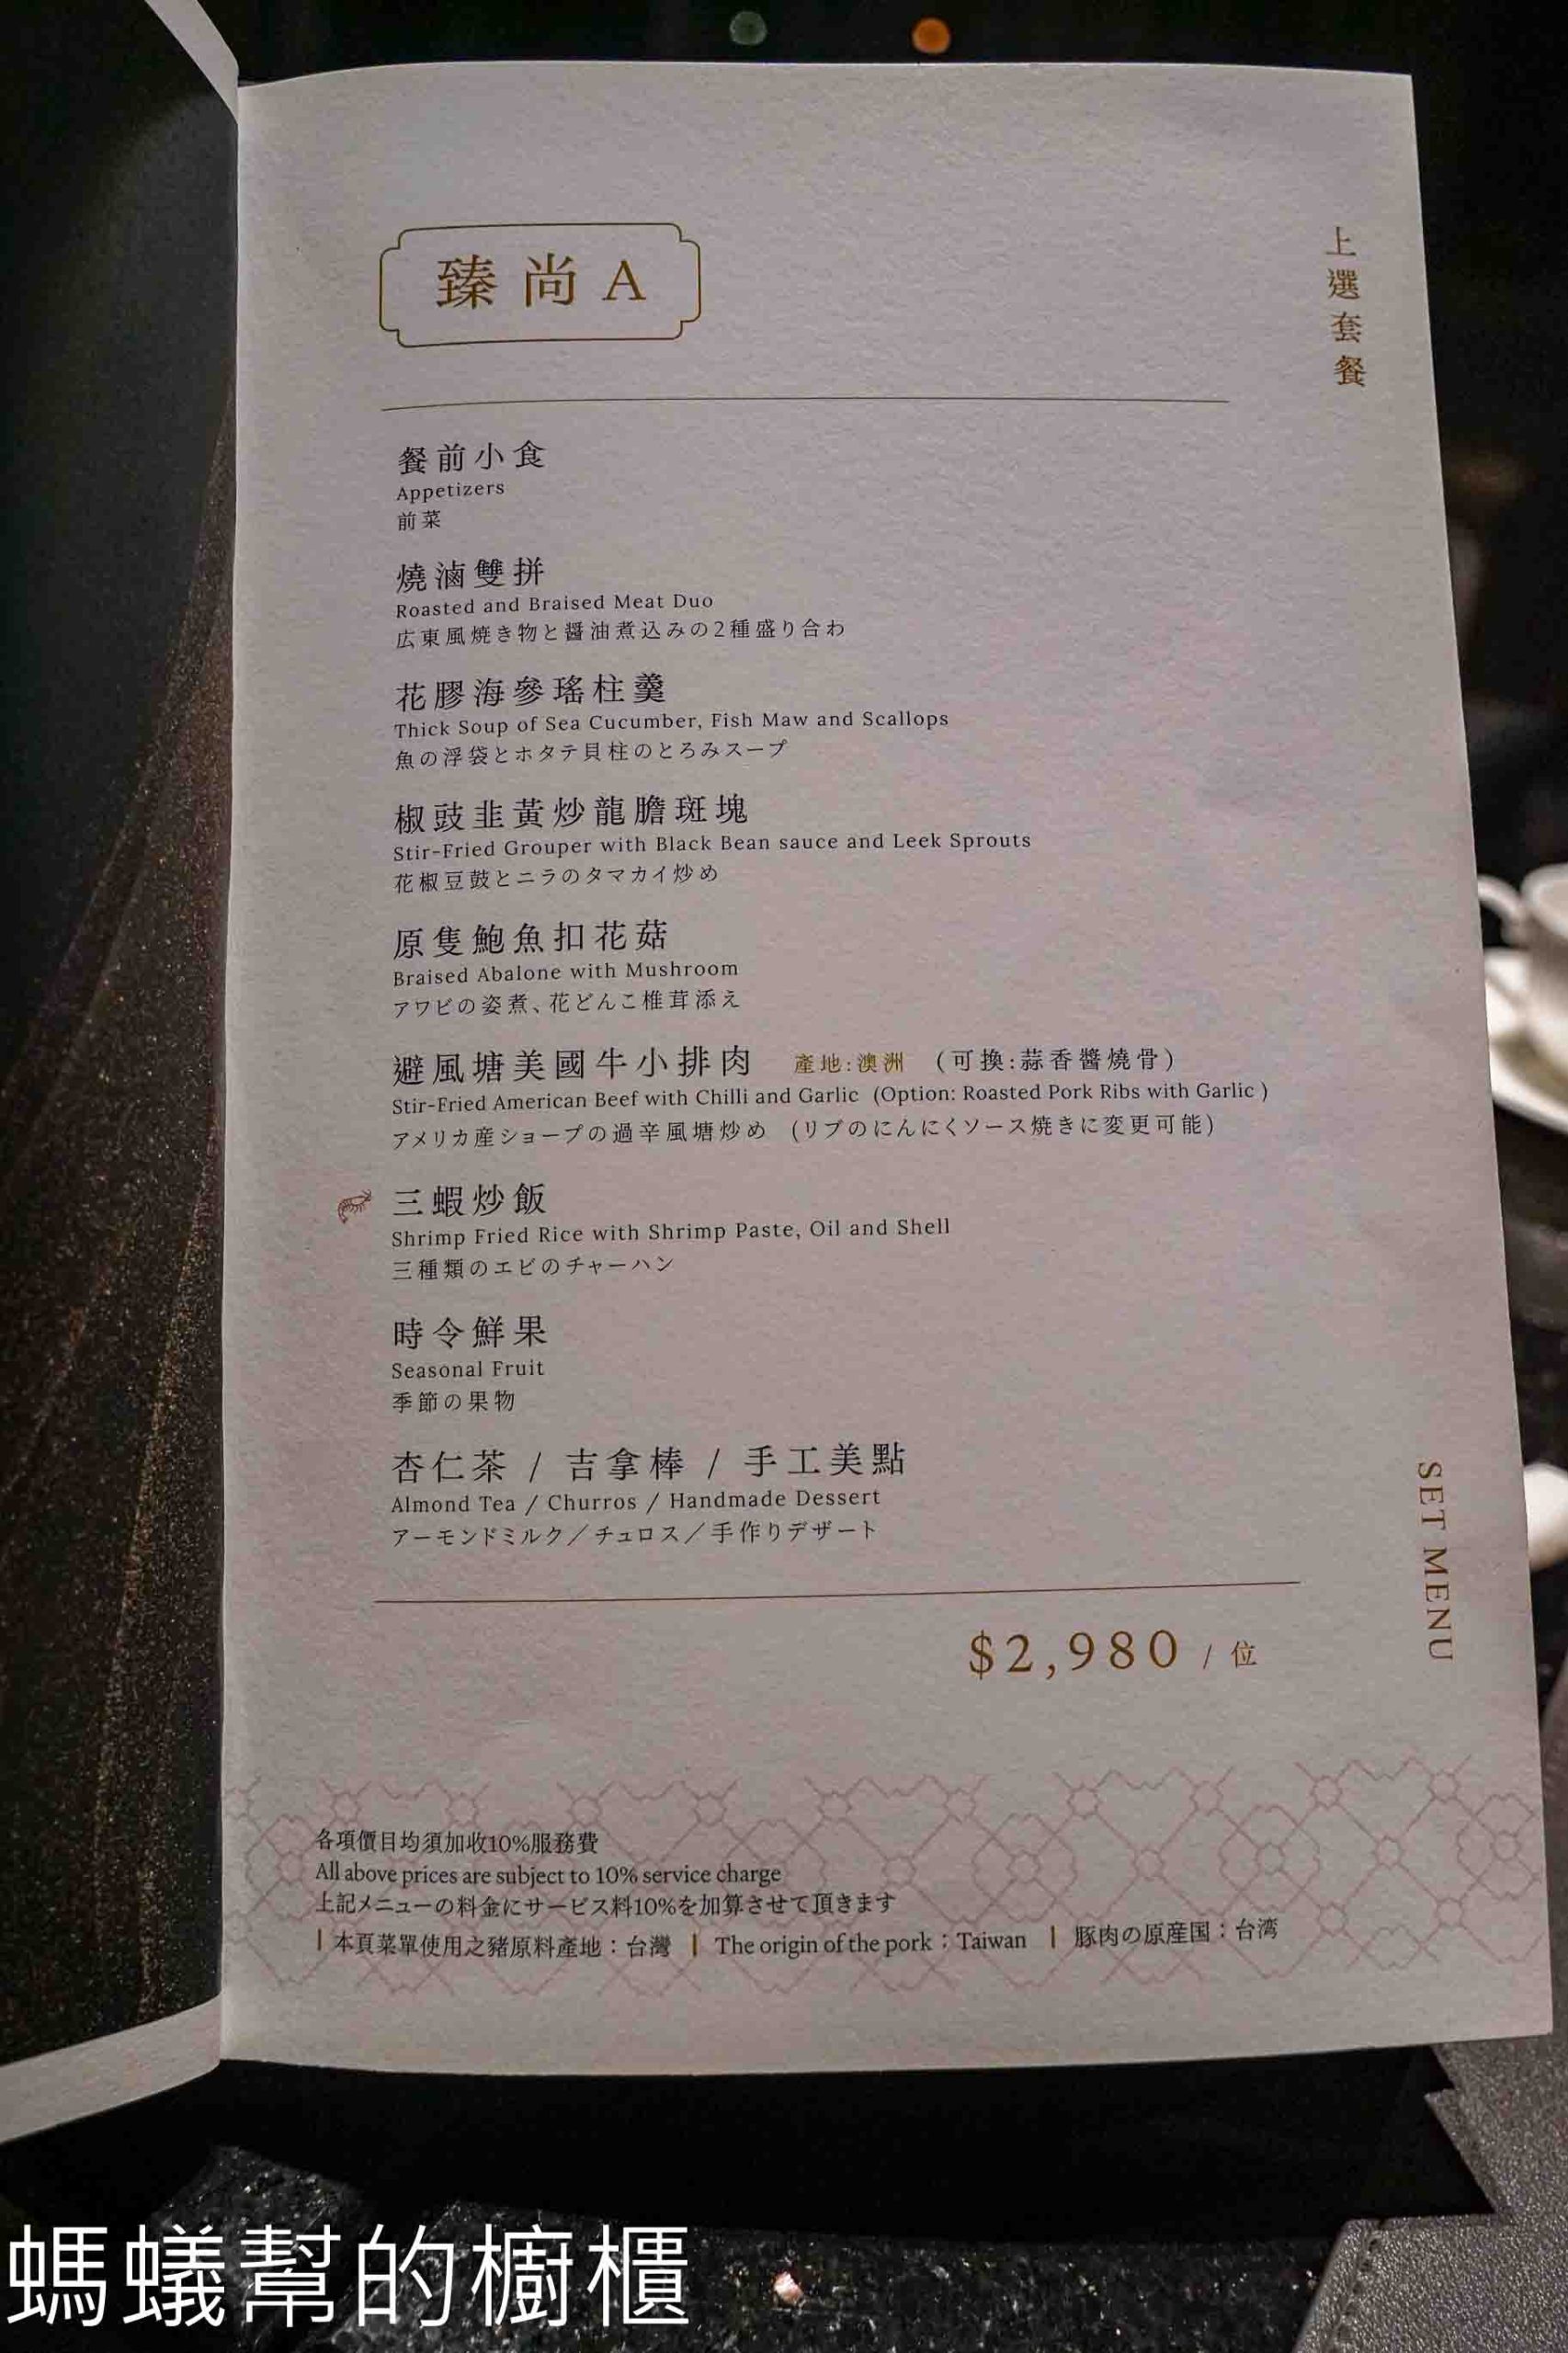 臻尚A
上選套餐
餐前小食
Appetizers
前菜
燒滷雙拼
Roasted and Braised Meat Duo
広東風焼き物と醤油煮込みの2種盛り合わ
花膠海參瑤柱羹
Thick Soup of Sea Cucumber, Fish Maw and Scallops
魚の浮袋とホタテ貝柱のとろみスープ
椒豉韭黃炒龍膽斑塊
Stir-Fried Grouper with Black Bean sauce and Leek Sprouts
花椒豆鼓とニラのタマカイ炒め
原隻鮑魚扣花菇
Braised Abalone with Mushroom
アワビの姿煮、花どんこ椎茸添え
避風塘美國牛小排肉 產地:澳洲 (可換:蒜香醬燒骨)
Stir-Fried American Beef with Chilli and Garlic (Option: Roasted Pork Ribs with Garlic )
アメリカ産ショープの過辛風塘炒め (リブのにんにくソース焼きに変更可能)
三蝦炒飯
Shrimp Fried Rice with Shrimp Paste, Oil and Shell
三種類のエビのチャーハン
時令鮮果
Seasonal Fruit
季節の果物
杏仁茶 / 吉拿棒 / 手工美點
Almond Tea / Churros / Handmade Dessert
アーモンドミルク／チュロス／手作りデザート
SET MENU
$2,980 / 位
各項價目均須加收10%服務費
All above prices are subject to 10% service charge
上記メニューの料金にサービス料10%を加算させて頂きます
| 本頁菜單使用之豬原料產地：台灣 | The origin of the pork：Taiwan | 豚肉の原産国：台湾
螞蟻幫的櫥櫃